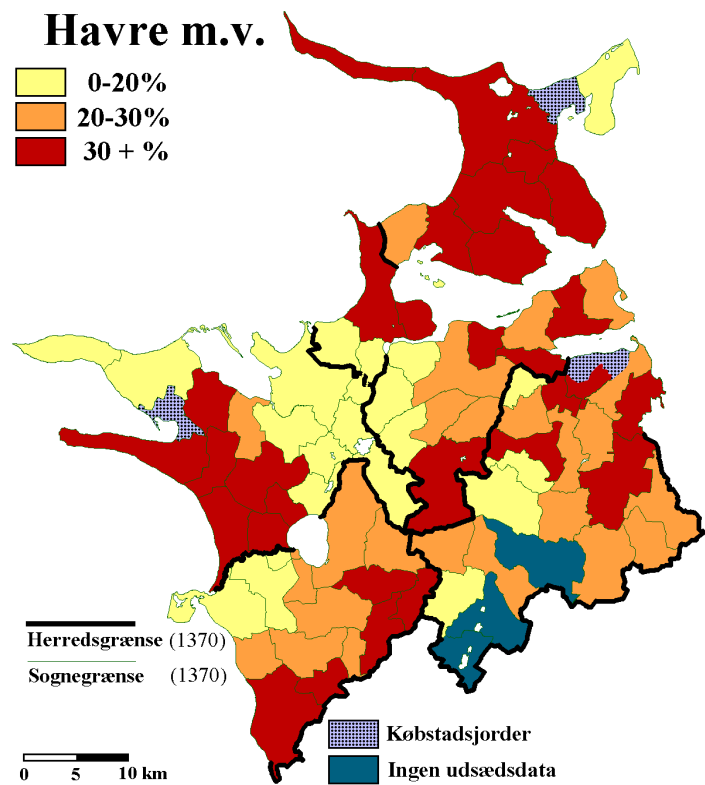 Havre m.v.
0-20%
20-30%
30 + %
Herredsgrænse (1370)
Sognegrænse (1370)
Købstadsjorder
Ingen udsædsdata
0 5 10 km